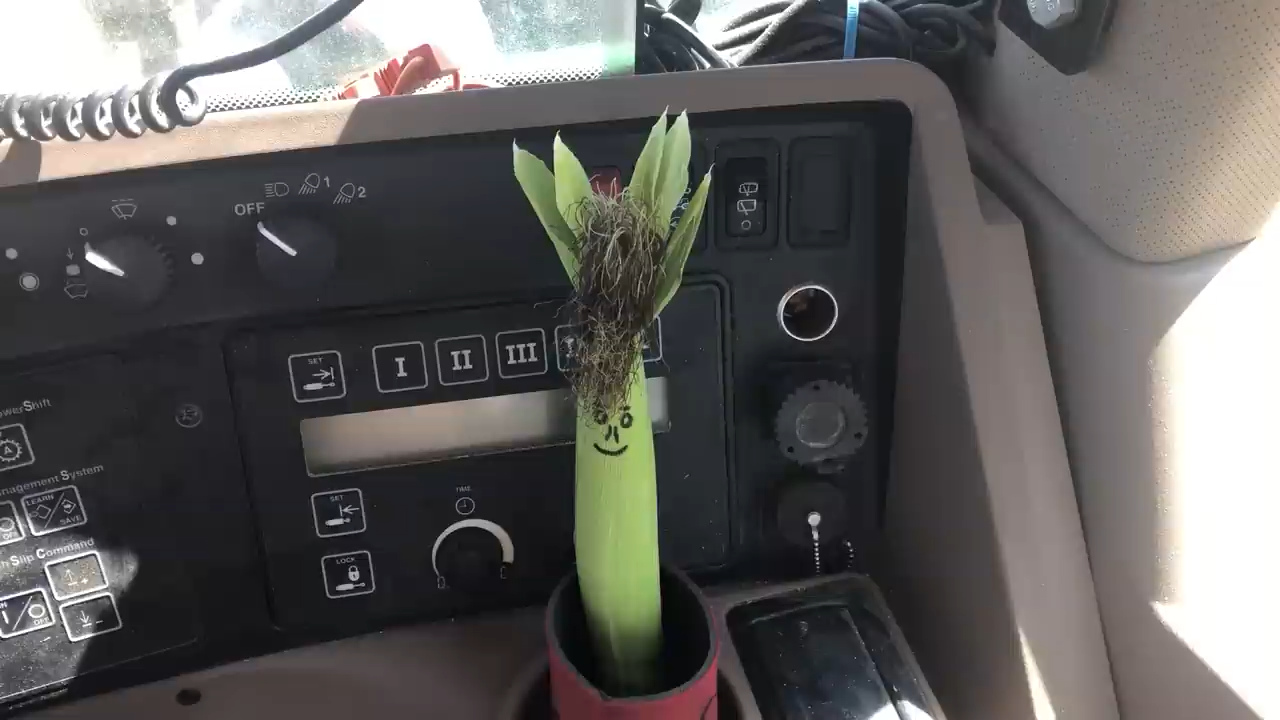 1
2
OFF
SET
I
II
III
owerShift
A
nagement System
LEARN
SAVE
SET
TIME
h Slip Command
LOCK